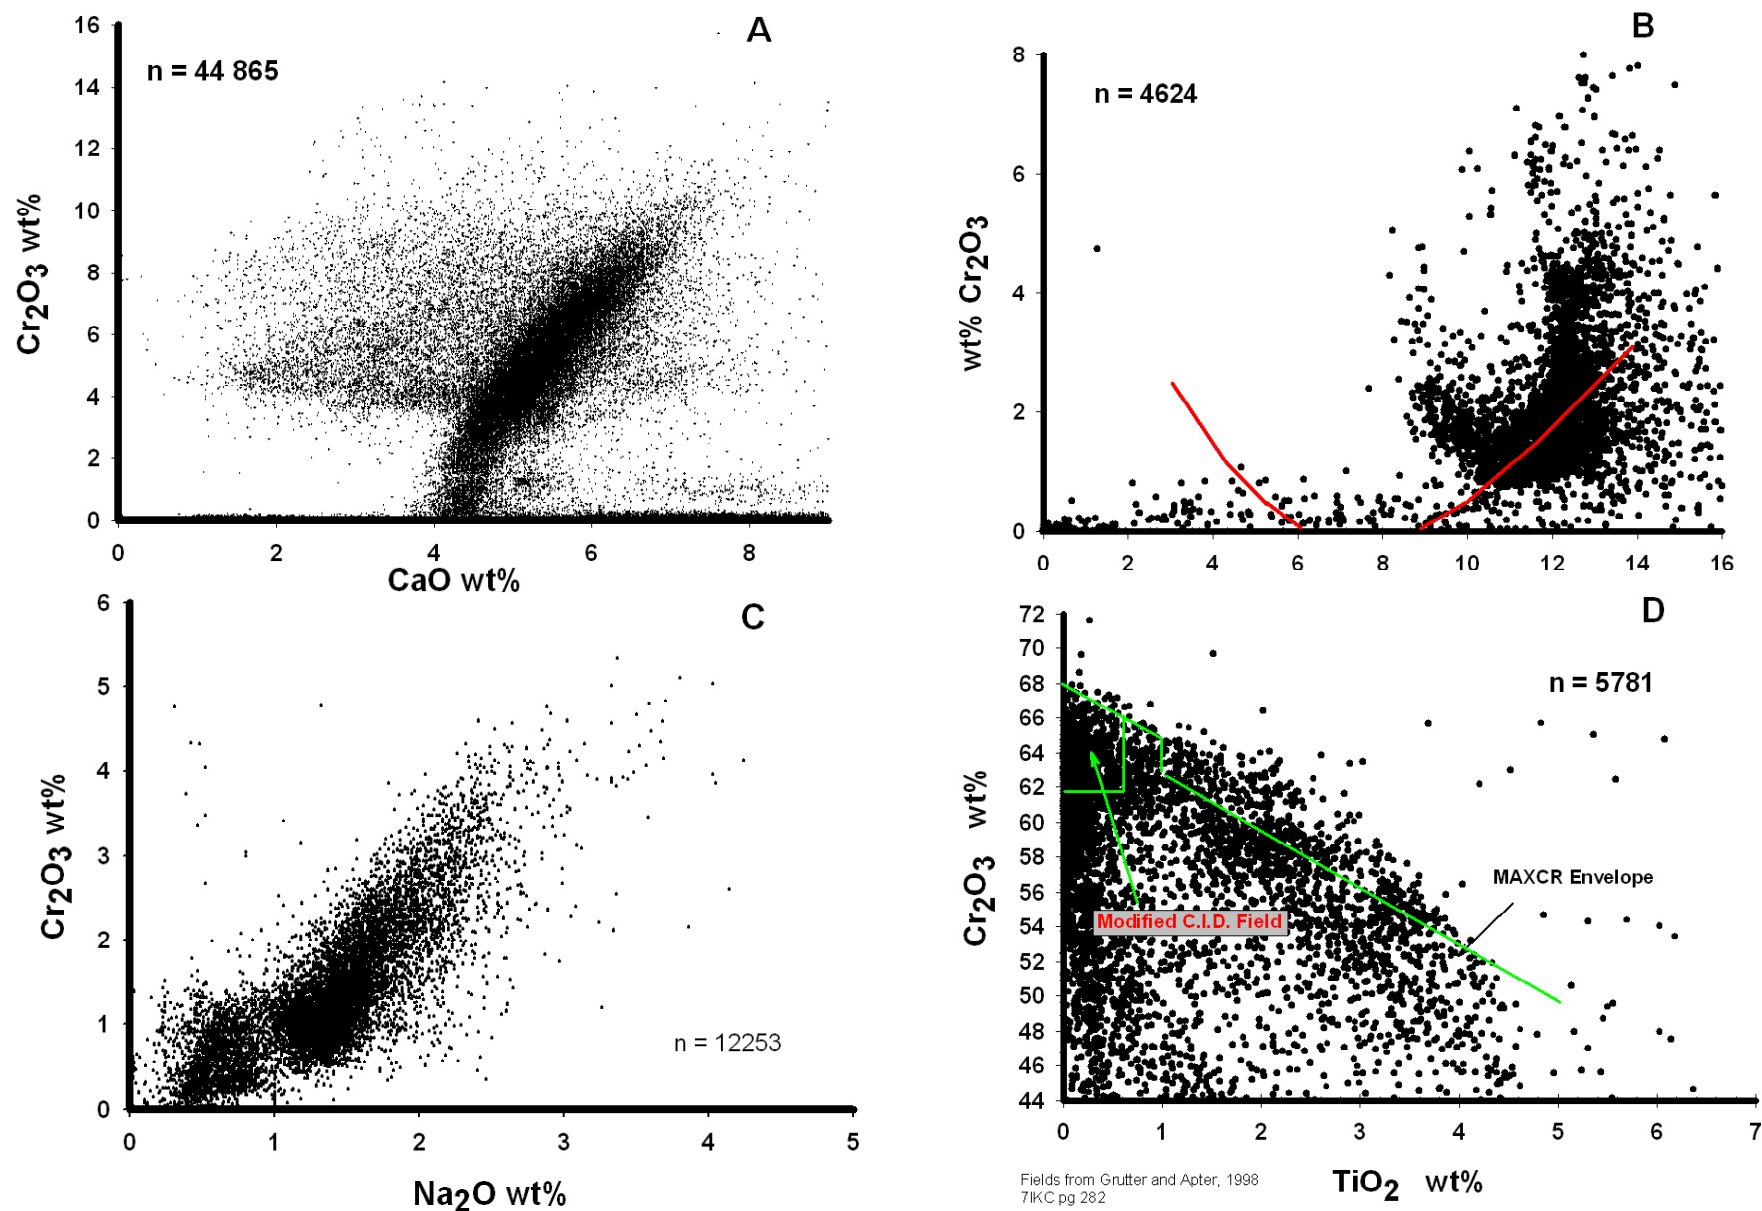 A
n = 44 865
Cr2O3 wt%
16
14
12
10
8
6
4
2
0
0 2 4 6 8
CaO wt%
B
n = 4624
wt% Cr2O3
8
6
4
2
0
0 2 4 6 8 10 12 14 16
C
n = 12253
Cr2O3 wt%
6
5
4
3
2
1
0
0 1 2 3 4 5
Na2O wt%
D
n = 5781
Cr2O3 wt%
72
70
68
66
64
62
60
58
56
54
52
50
48
46
44
MAXCR Envelope
Modified C.I.D. Field
0 1 2 3 4 5 6 7
TiO2 wt%
Fields from Grutter and Apter, 1998
7IKC pg 282